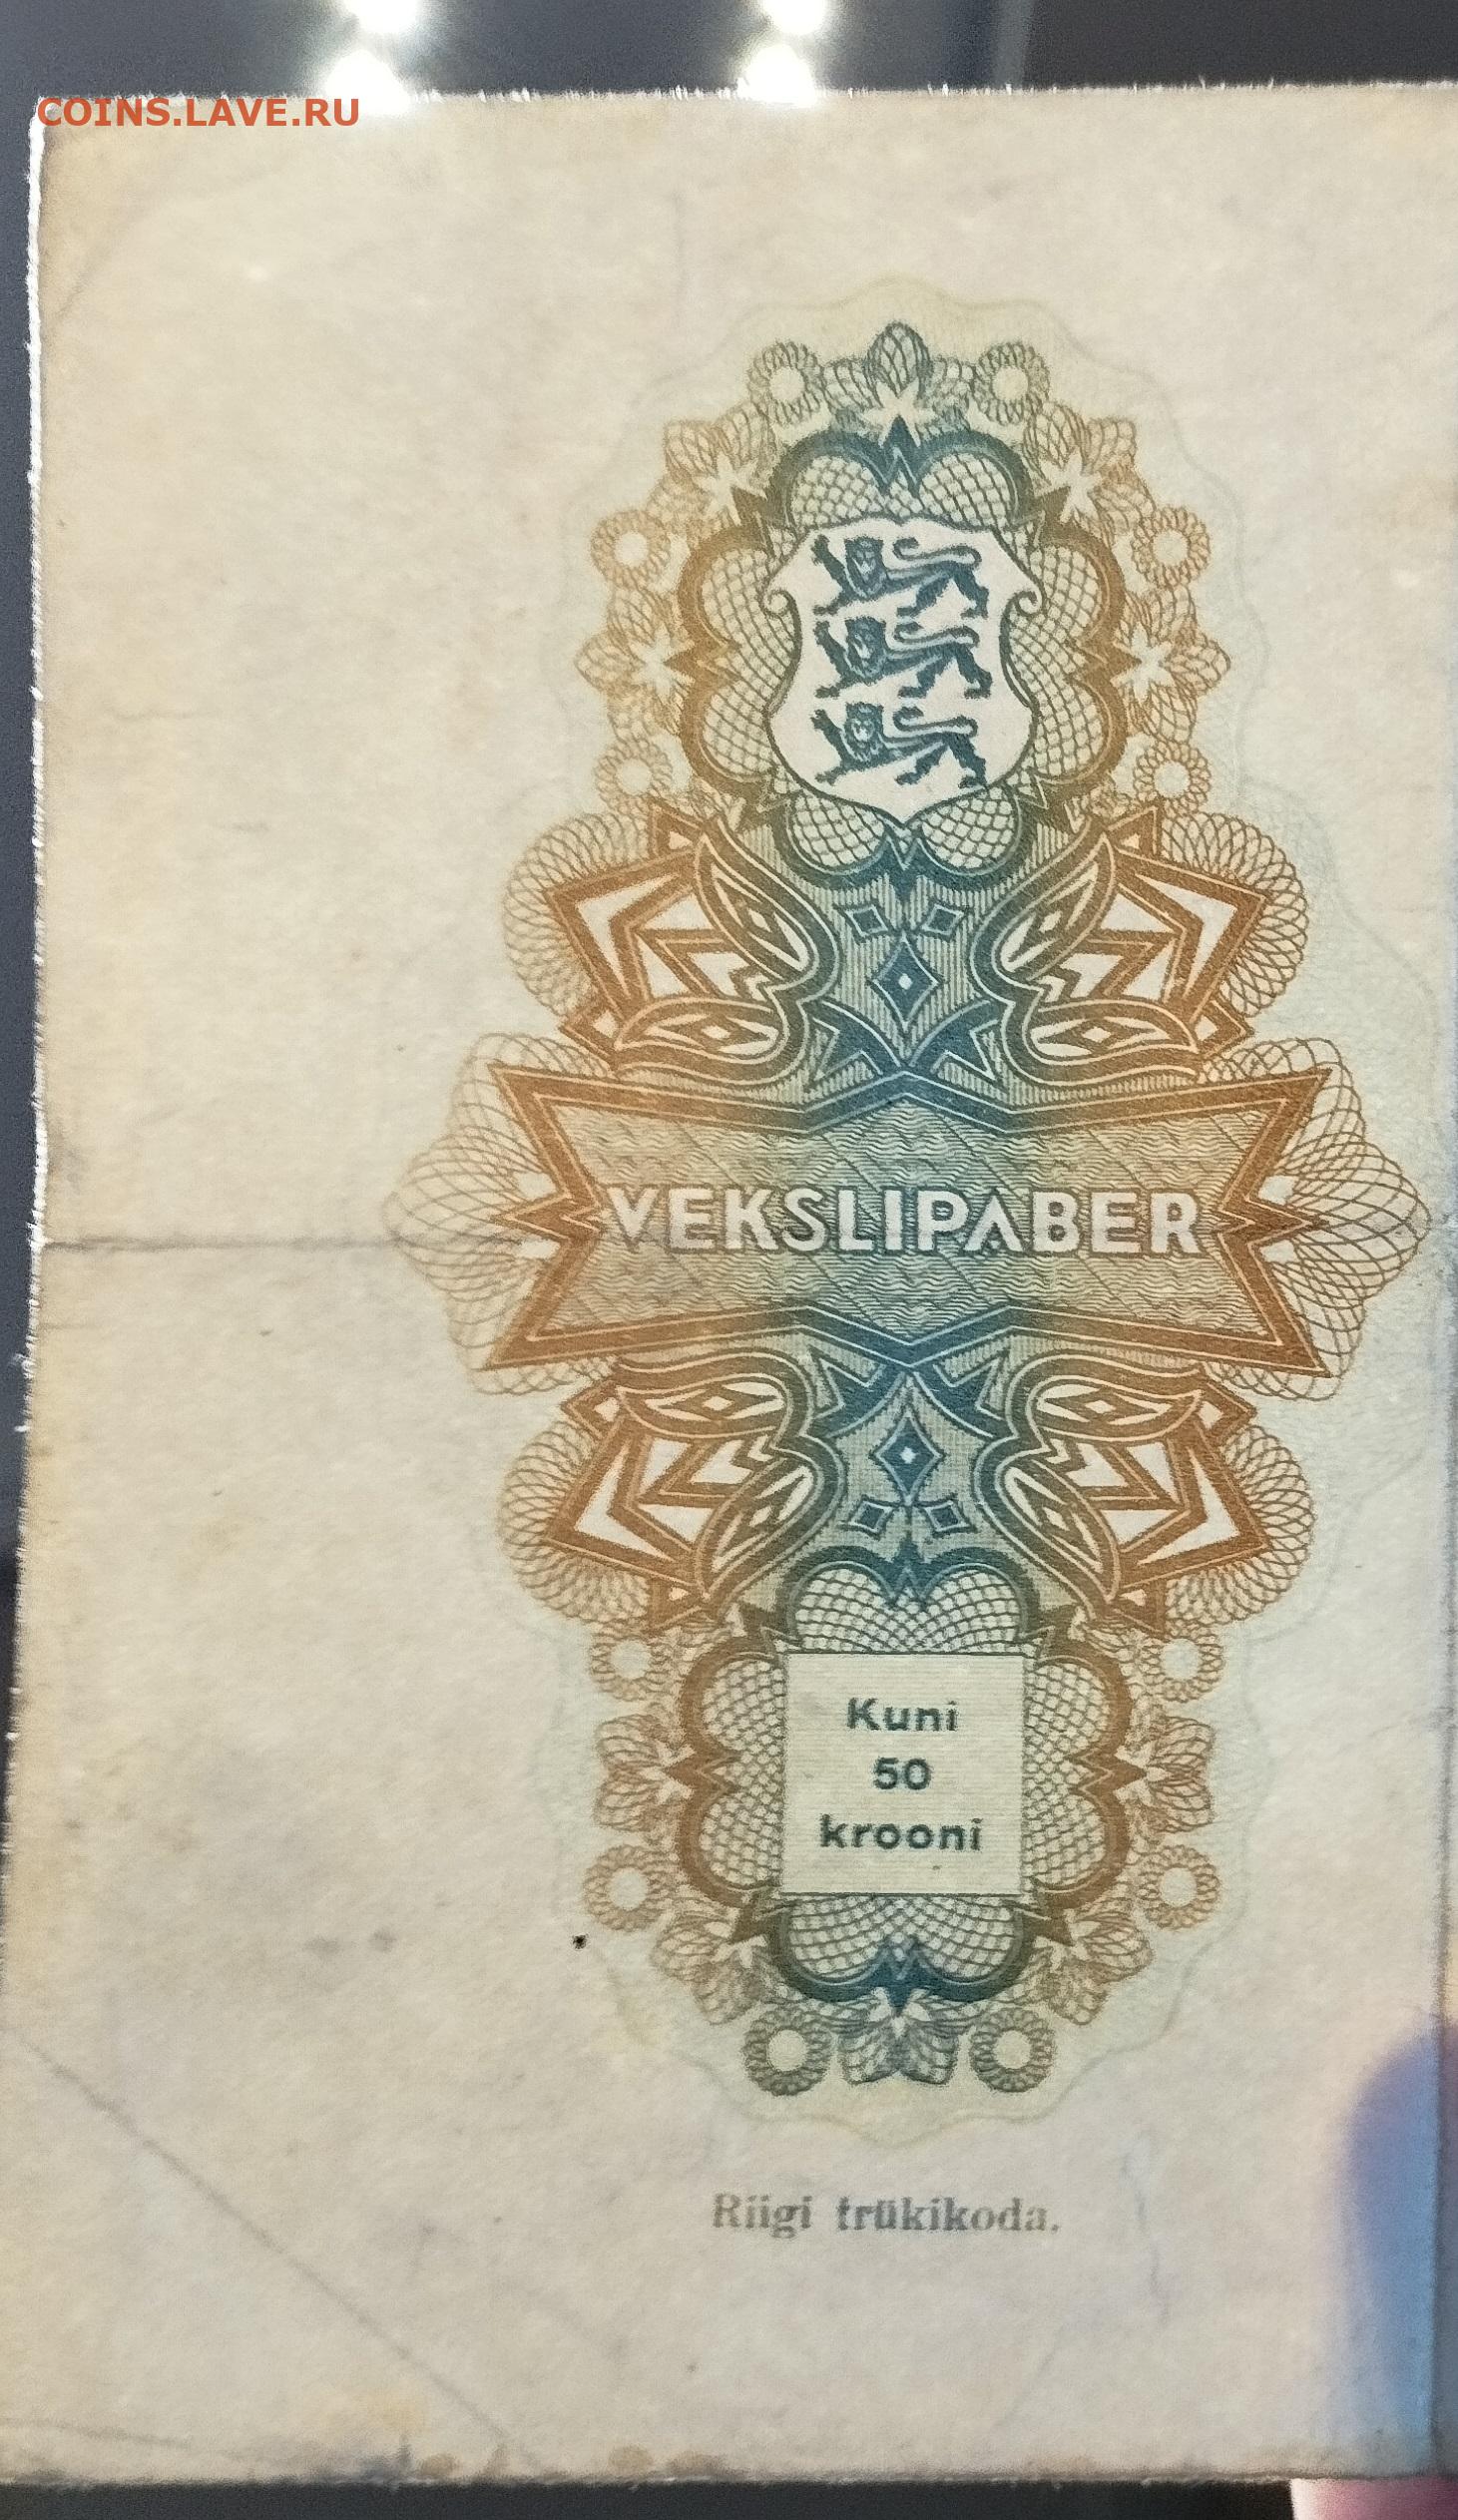 COINS.LAVE.RU
VEKSLIPABER
Kuni
50
krooni
Riigi trükikoda.